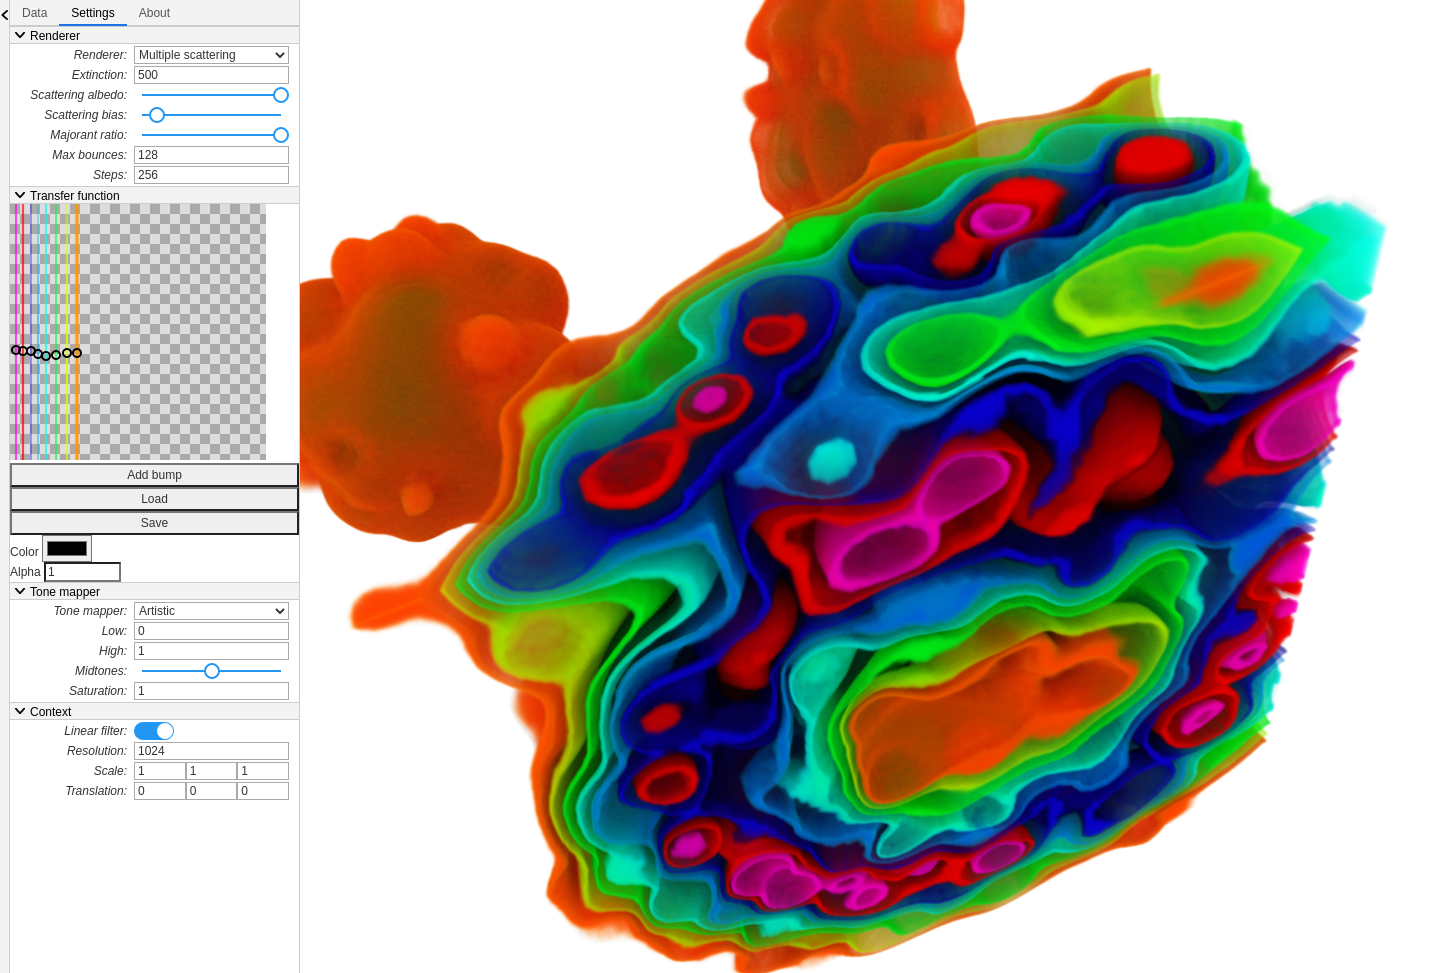 Data Settings About
Renderer
Renderer: Multiple scattering
Extinction: 500
Scattering albedo:
Scattering bias:
Majorant ratio:
Max bounces: 128
Steps: 256
Transfer function
Add bump
Load
Save
Color
Alpha 1
Tone mapper
Tone mapper: Artistic
Low: 0
High: 1
Midtones:
Saturation: 1
Context
Linear filter:
Resolution: 1024
Scale: 1 1 1
Translation: 0 0 0